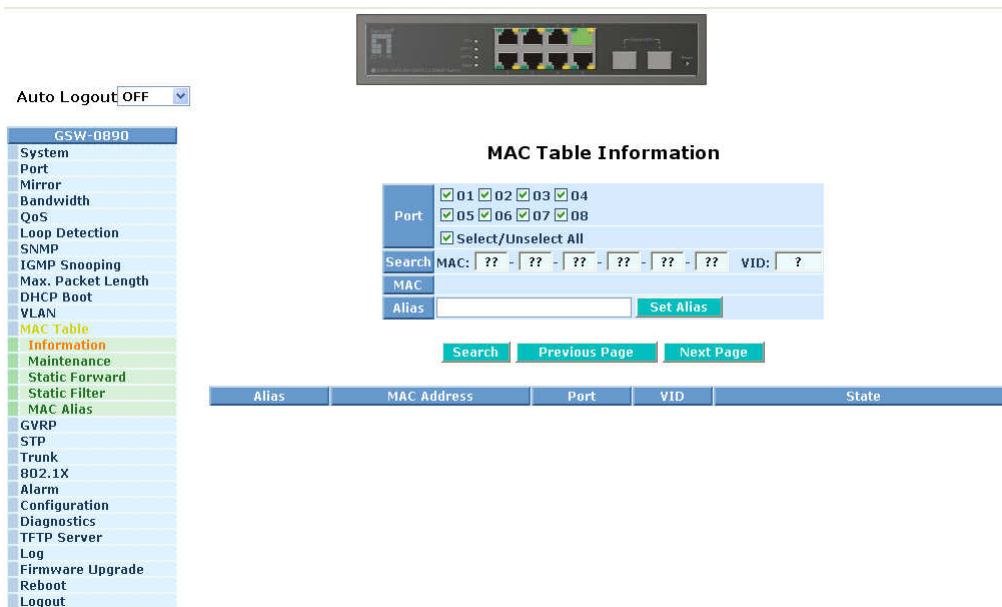 Auto Logout OFF
GSW-0890
System
Port
Mirror
Bandwidth
QoS
Loop Detection
SNMP
IGMP Snooping
Max. Packet Length
DHCP Boot
VLAN
MAC Table
Information
Maintenance
Static Forward
Static Filter
MAC Alias
GVRP
STP
Trunk
802.1X
Alarm
Configuration
Diagnostics
TFTP Server
Log
Firmware Upgrade
Reboot
Logout
MAC Table Information
Port
01 02 03 04
05 06 07 08
Select/Unselect All
Search MAC: ?? - ?? - ?? - ?? - ?? - ?? VID: ?
MAC
Alias Set Alias
Search Previous Page Next Page
Alias MAC Address Port VID State